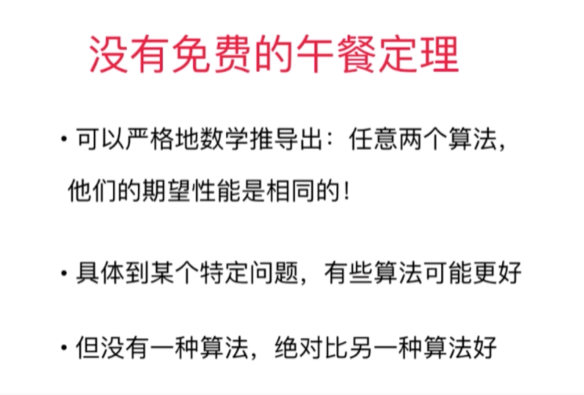 没有免费的午餐定理
• 可以严格地数学推导出：任意两个算法，
他们的期望性能是相同的！
• 具体到某个特定问题，有些算法可能更好
• 但没有一种算法，绝对比另一种算法好